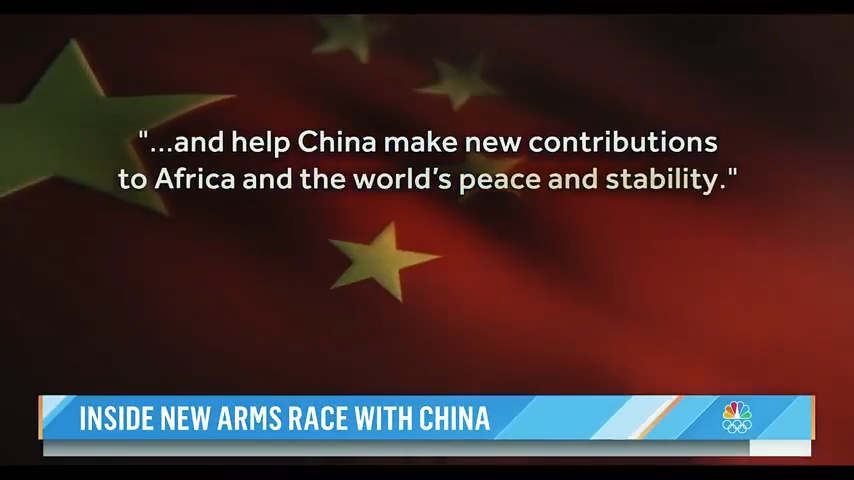 "...and help China make new contributions
to Africa and the world's peace and stability."
INSIDE NEW ARMS RACE WITH CHINA